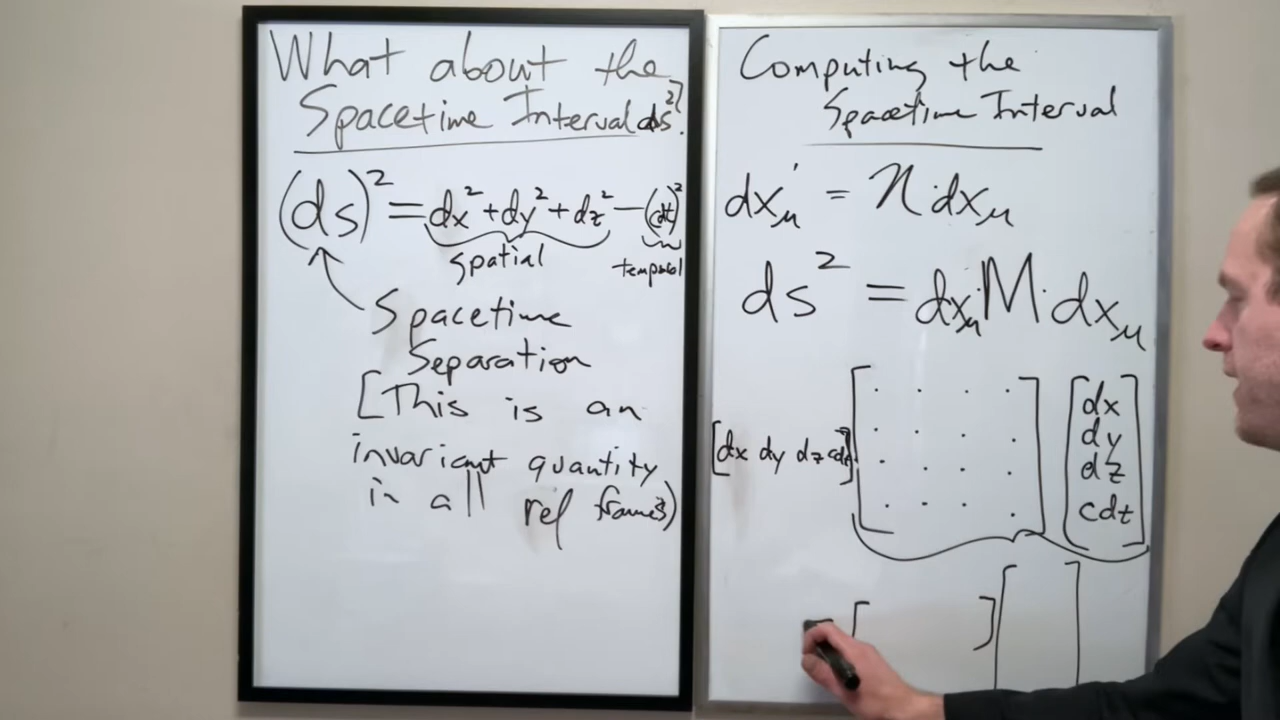 What about the
Spacetime Interval ds²?
(ds)² = dx² + dy² + dz² - (cdt)²
spatial
temporal
Spacetime
Separation
[This is an
invariant quantity
in all ref frames)
Computing the
Spacetime Interval
dxμ' = η·dxμ
ds² = dxμ·M·dxμ
[dx dy dz cdt]
dx
dy
dz
cdt